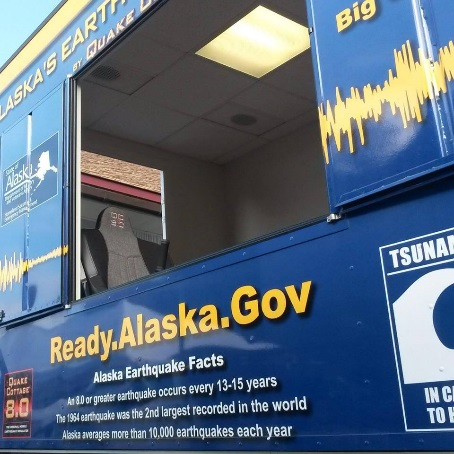 ALASKA'S EARTH
BY QUAKE
Big
Alaska
Ready.Alaska.Gov
Alaska Earthquake Facts
An 8.0 or greater earthquake occurs every 13-15 years
The 1964 earthquake was the 2nd largest recorded in the world
Alaska averages more than 10,000 earthquakes each year
QUAKE
COTTAGE
8.0
TSUNAM
IN CA
TO H